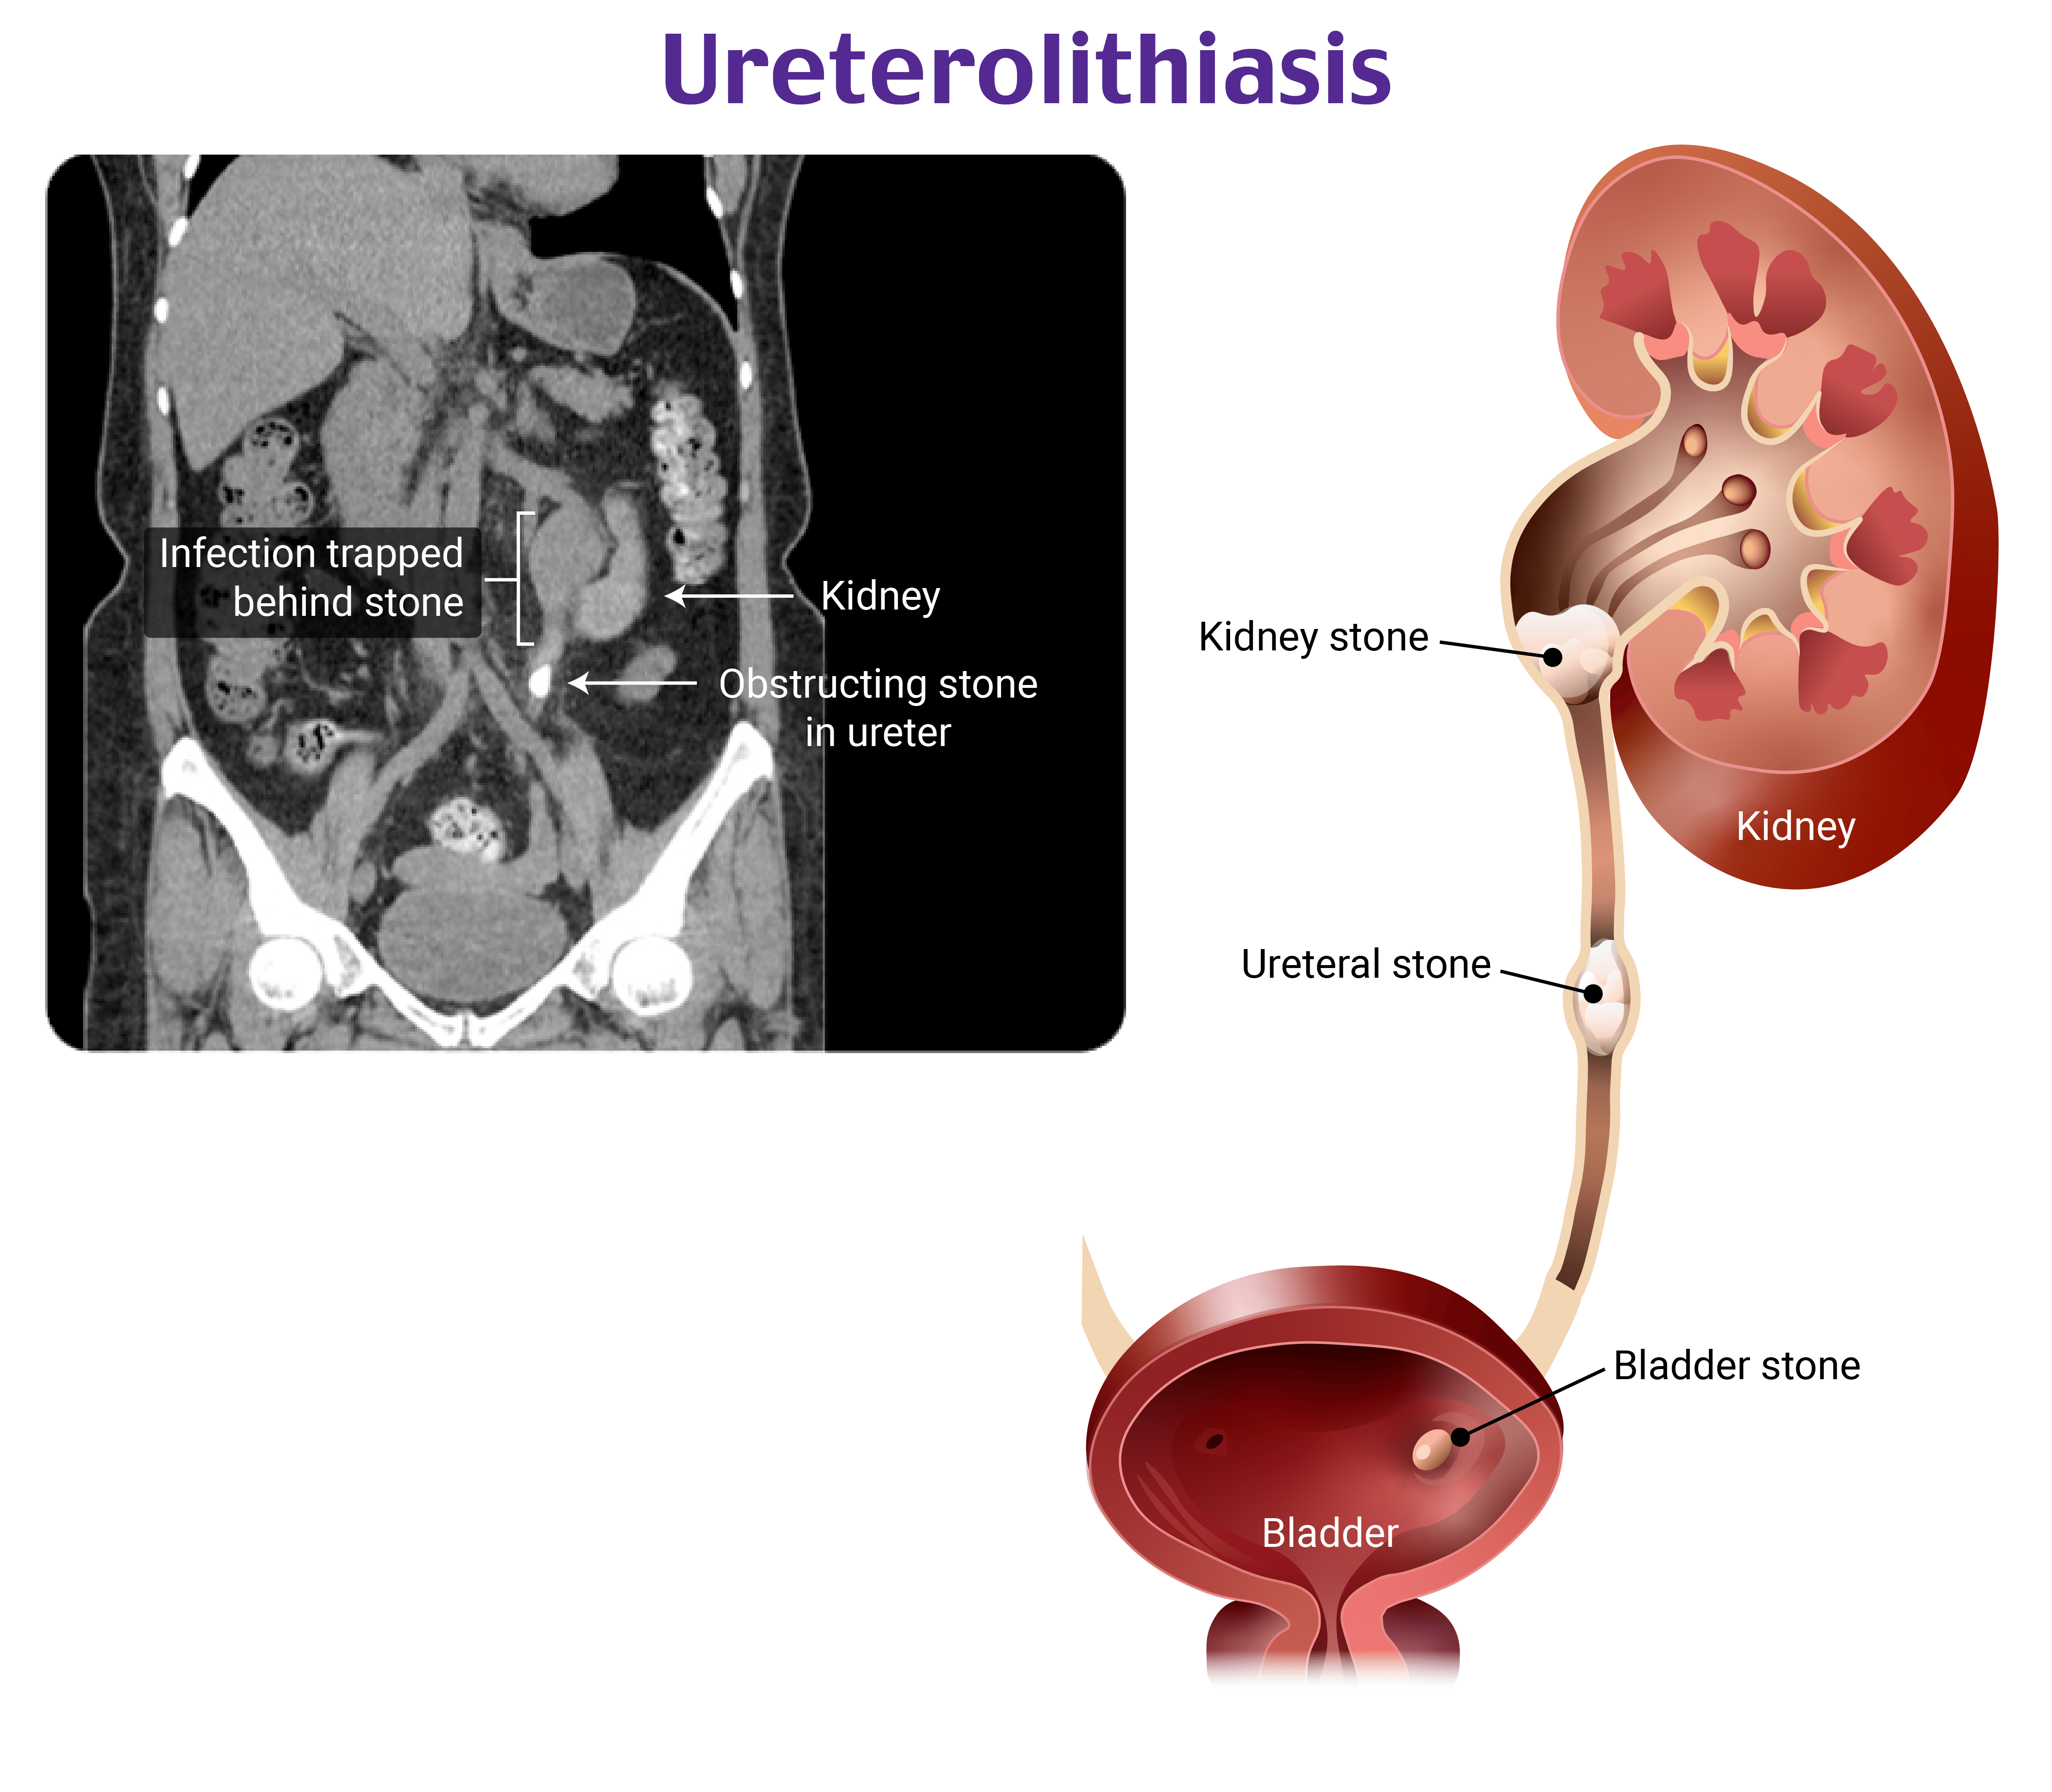 Ureterolithiasis
Infection trapped
behind stone
Kidney
Obstructing stone
in ureter
Kidney stone
Kidney
Ureteral stone
Bladder stone
Bladder